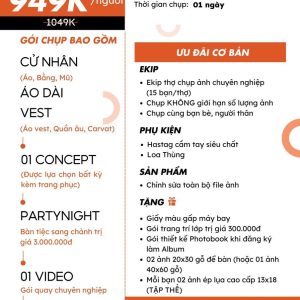 949K
/người
1049K
GÓI CHỤP BAO GỒM
CỬ NHÂN
(Áo, Bằng, Mũ)
ÁO DÀI
VEST
(Áo vest, Quần âu, Carvat)
01 CONCEPT
(Được lựa chọn bất kỳ
kèm trang phục)
PARTYNIGHT
Bàn tiệc sang chảnh trị
giá 3.000.000đ
01 VIDEO
Gói quay chuyên nghiệp
Thời gian chụp: 01 ngày
ƯU ĐÃI CƠ BẢN
EKIP
• Ekip thợ chụp ảnh chuyên nghiệp
(15 bạn/thợ)
• Chụp KHÔNG giới hạn số lượng ảnh
• Chụp cùng bạn bè, người thân
PHỤ KIỆN
• Hastag cầm tay siêu chất
• Loa Thùng
SẢN PHẨM
• Chỉnh sửa toàn bộ file ảnh
TẶNG
• Giấy màu gấp máy bay
• Gói trang trí lớp trị giá 300.000đ
• Gói thiết kế Photobook khi đăng ký
làm Album
• 02 ảnh 20x30 gỗ để bàn (hoặc 01 ảnh
40x60 gỗ)
• Mỗi bạn 02 ảnh ép lụa cao cấp 13x18
(TẬP THỂ)